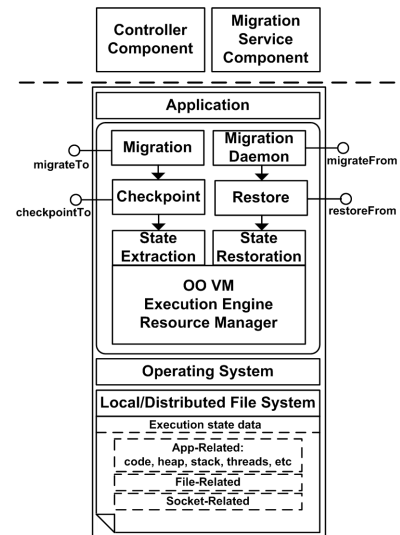 Controller
Component
Migration
Service
Component
Application
Migration
Migration
Daemon
migrateTo
migrateFrom
Checkpoint
Restore
checkpointTo
restoreFrom
State
Extraction
State
Restoration
OO VM
Execution Engine
Resource Manager
Operating System
Local/Distributed File System
Execution state data
App-Related:
code, heap, stack, threads, etc
File-Related
Socket-Related